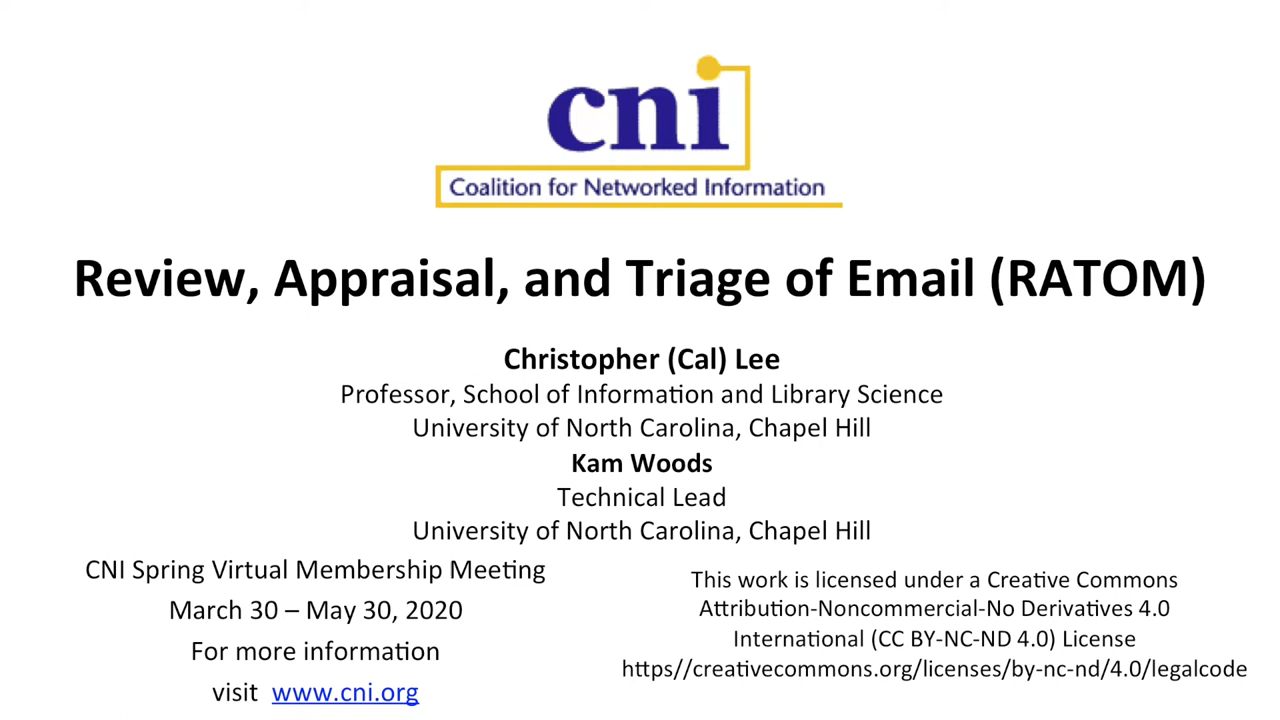 cni
Coalition for Networked Information
Review, Appraisal, and Triage of Email (RATOM)
Christopher (Cal) Lee
Professor, School of Information and Library Science
University of North Carolina, Chapel Hill
Kam Woods
Technical Lead
University of North Carolina, Chapel Hill
CNI Spring Virtual Membership Meeting
March 30 – May 30, 2020
For more information
visit www.cni.org
This work is licensed under a Creative Commons
Attribution-Noncommercial-No Derivatives 4.0
International (CC BY-NC-ND 4.0) License
https//creativecommons.org/licenses/by-nc-nd/4.0/legalcode